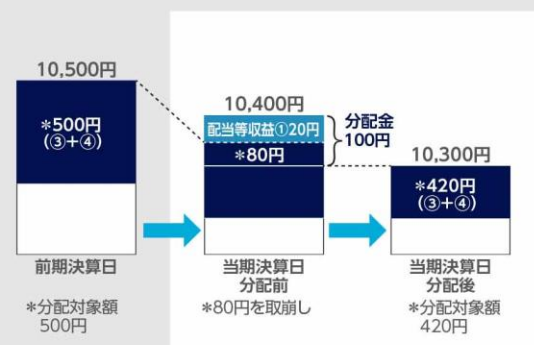 10,500円
*500円
(③+④)
前期決算日
*分配対象額
500円
10,400円
配当等収益①20円
*80円
分配金
100円
当期決算日
分配前
*80円を取崩し
10,300円
*420円
(③+④)
当期決算日
分配後
*分配対象額
420円